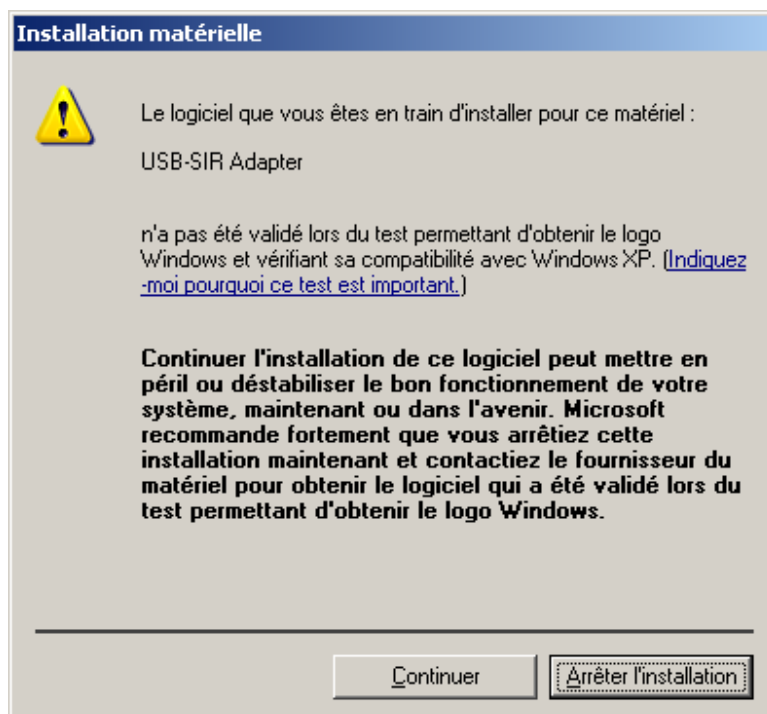 Installation matérielle
Le logiciel que vous êtes en train d'installer pour ce matériel :
USB-SIR Adapter
n'a pas été validé lors du test permettant d'obtenir le logo
Windows et vérifiant sa compatibilité avec Windows XP. (Indiquez
-moi pourquoi ce test est important.)
Continuer l'installation de ce logiciel peut mettre en
péril ou déstabiliser le bon fonctionnement de votre
système, maintenant ou dans l'avenir. Microsoft
recommande fortement que vous arrêtiez cette
installation maintenant et contactiez le fournisseur du
matériel pour obtenir le logiciel qui a été validé lors du
test permettant d'obtenir le logo Windows.
Continuer
Arrêter l'installation